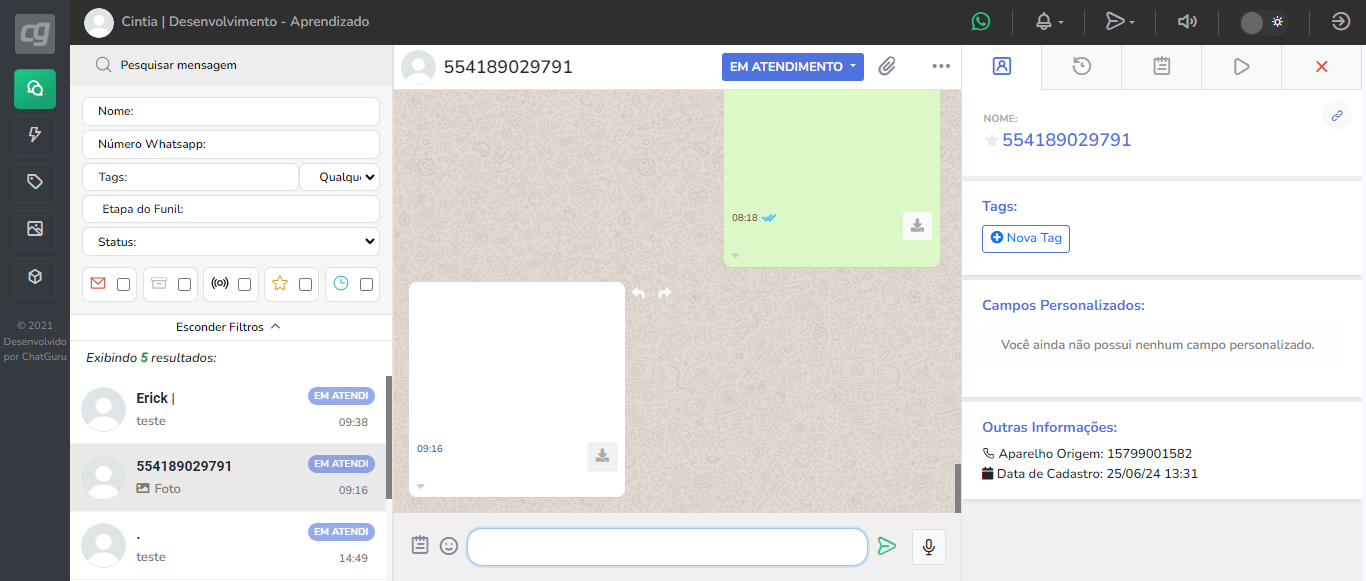 cg
Cintia | Desenvolvimento - Aprendizado
Pesquisar mensagem
Nome:
Número Whatsapp:
Tags:
Qualqu
Etapa do Funil:
Status:
Esconder Filtros
Exibindo 5 resultados:
Erick |
EM ATENDI
teste
09:38
554189029791
EM ATENDI
Foto
09:16
.
EM ATENDI
teste
14:49
© 2021
Desenvolvido
por ChatGuru
554189029791
EM ATENDIMENTO
08:18
09:16
NOME:
554189029791
Tags:
Nova Tag
Campos Personalizados:
Você ainda não possui nenhum campo personalizado.
Outras Informações:
Aparelho Origem: 15799001582
Data de Cadastro: 25/06/24 13:31